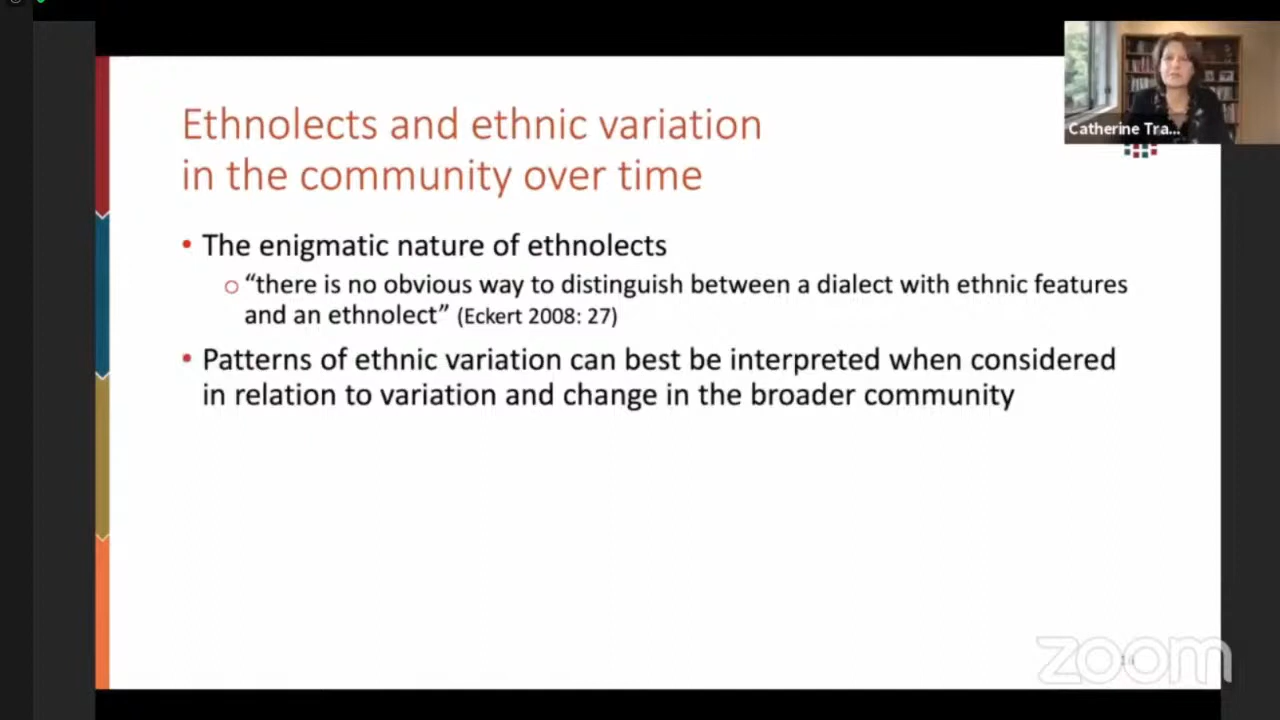 Catherine Tra...
Ethnolects and ethnic variation
in the community over time
• The enigmatic nature of ethnolects
○ “there is no obvious way to distinguish between a dialect with ethnic features
and an ethnolect” (Eckert 2008: 27)
• Patterns of ethnic variation can best be interpreted when considered
in relation to variation and change in the broader community
zoom